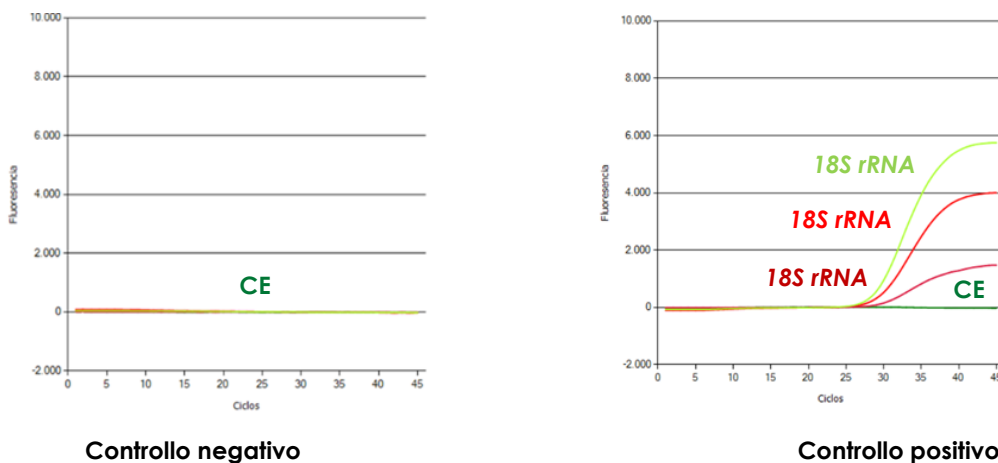 10.000
8.000
6.000
4.000
2.000
0
-2.000
Fluoresencia
CE
0 5 10 15 20 25 30 35 40 45
Ciclos
Controllo negativo
10.000
8.000
6.000
4.000
2.000
0
-2.000
Fluoresencia
18S rRNA
18S rRNA
18S rRNA
CE
0 5 10 15 20 25 30 35 40 45
Ciclos
Controllo positivo